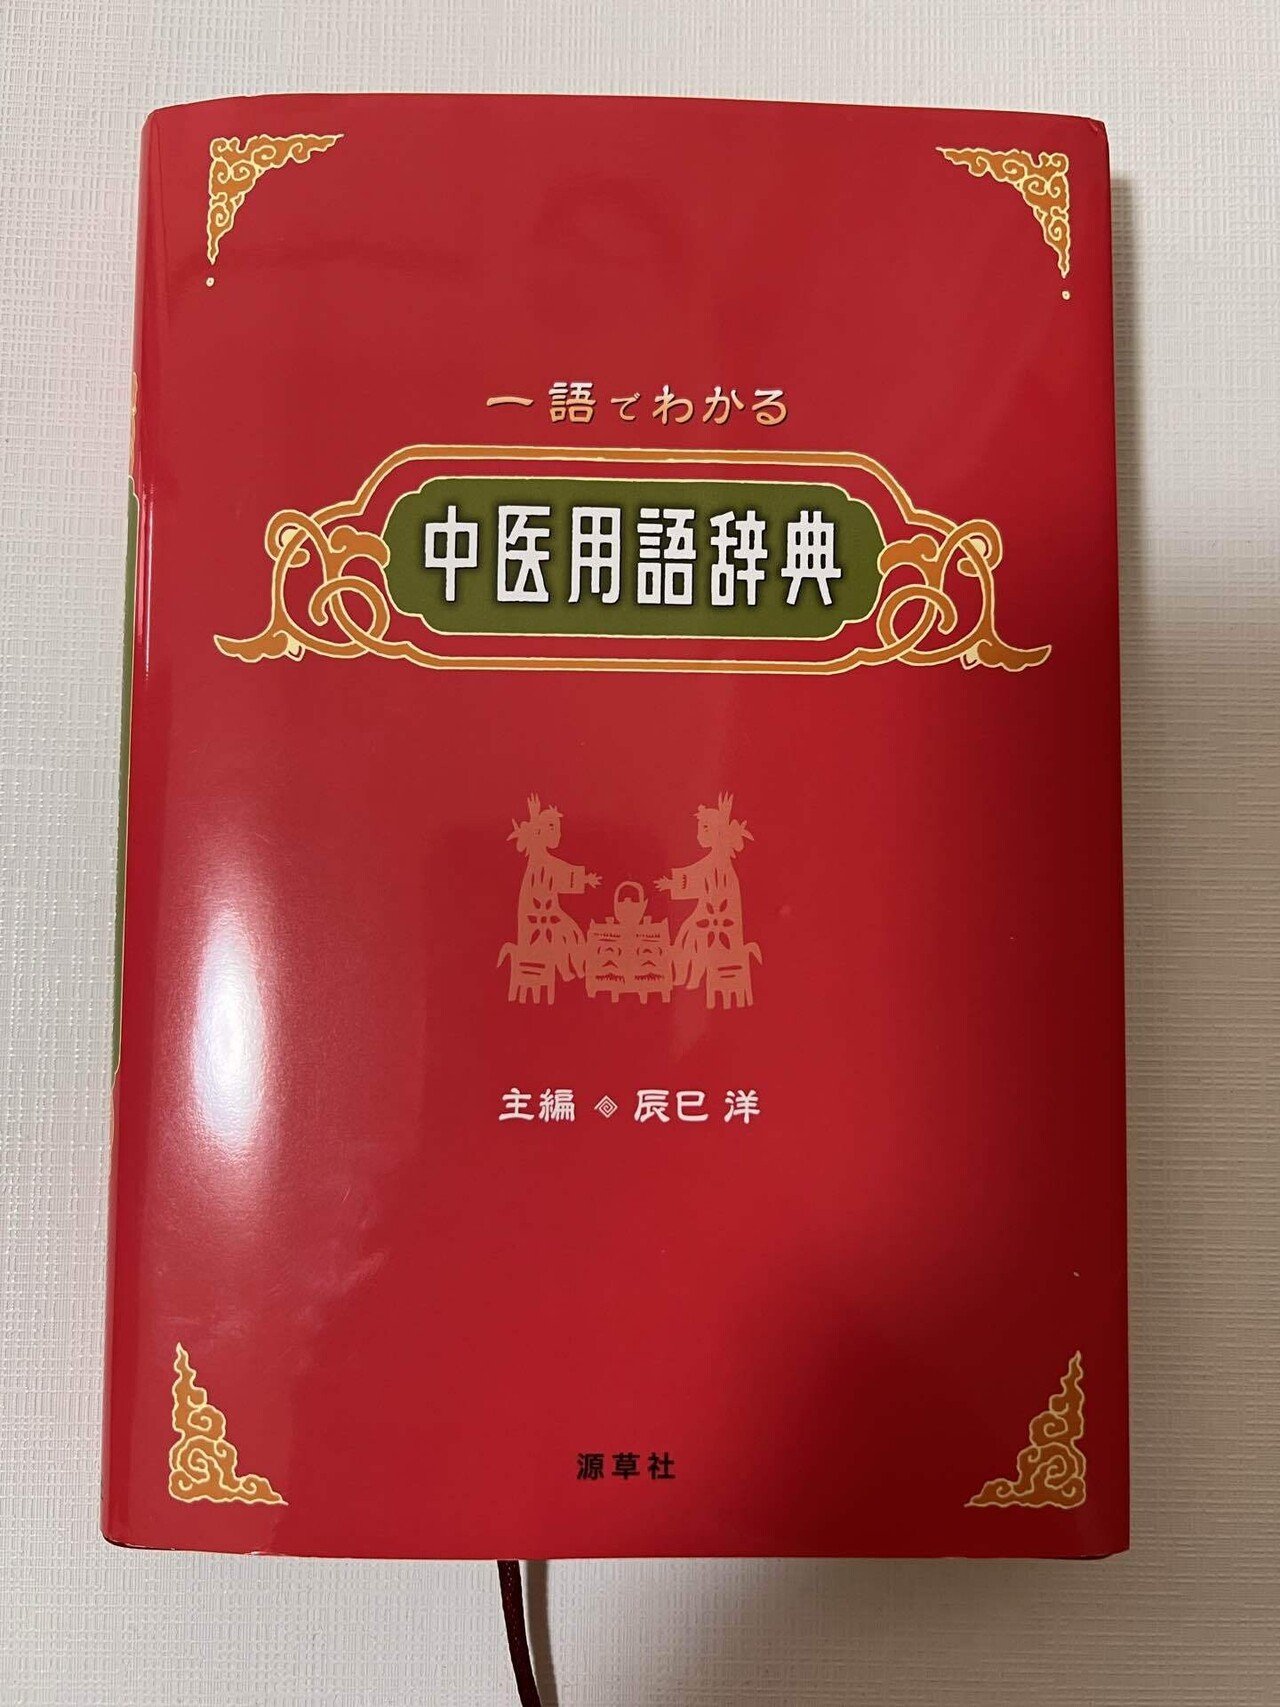 一語でわかる
中医用語辞典
主編 辰巳 洋
源草社